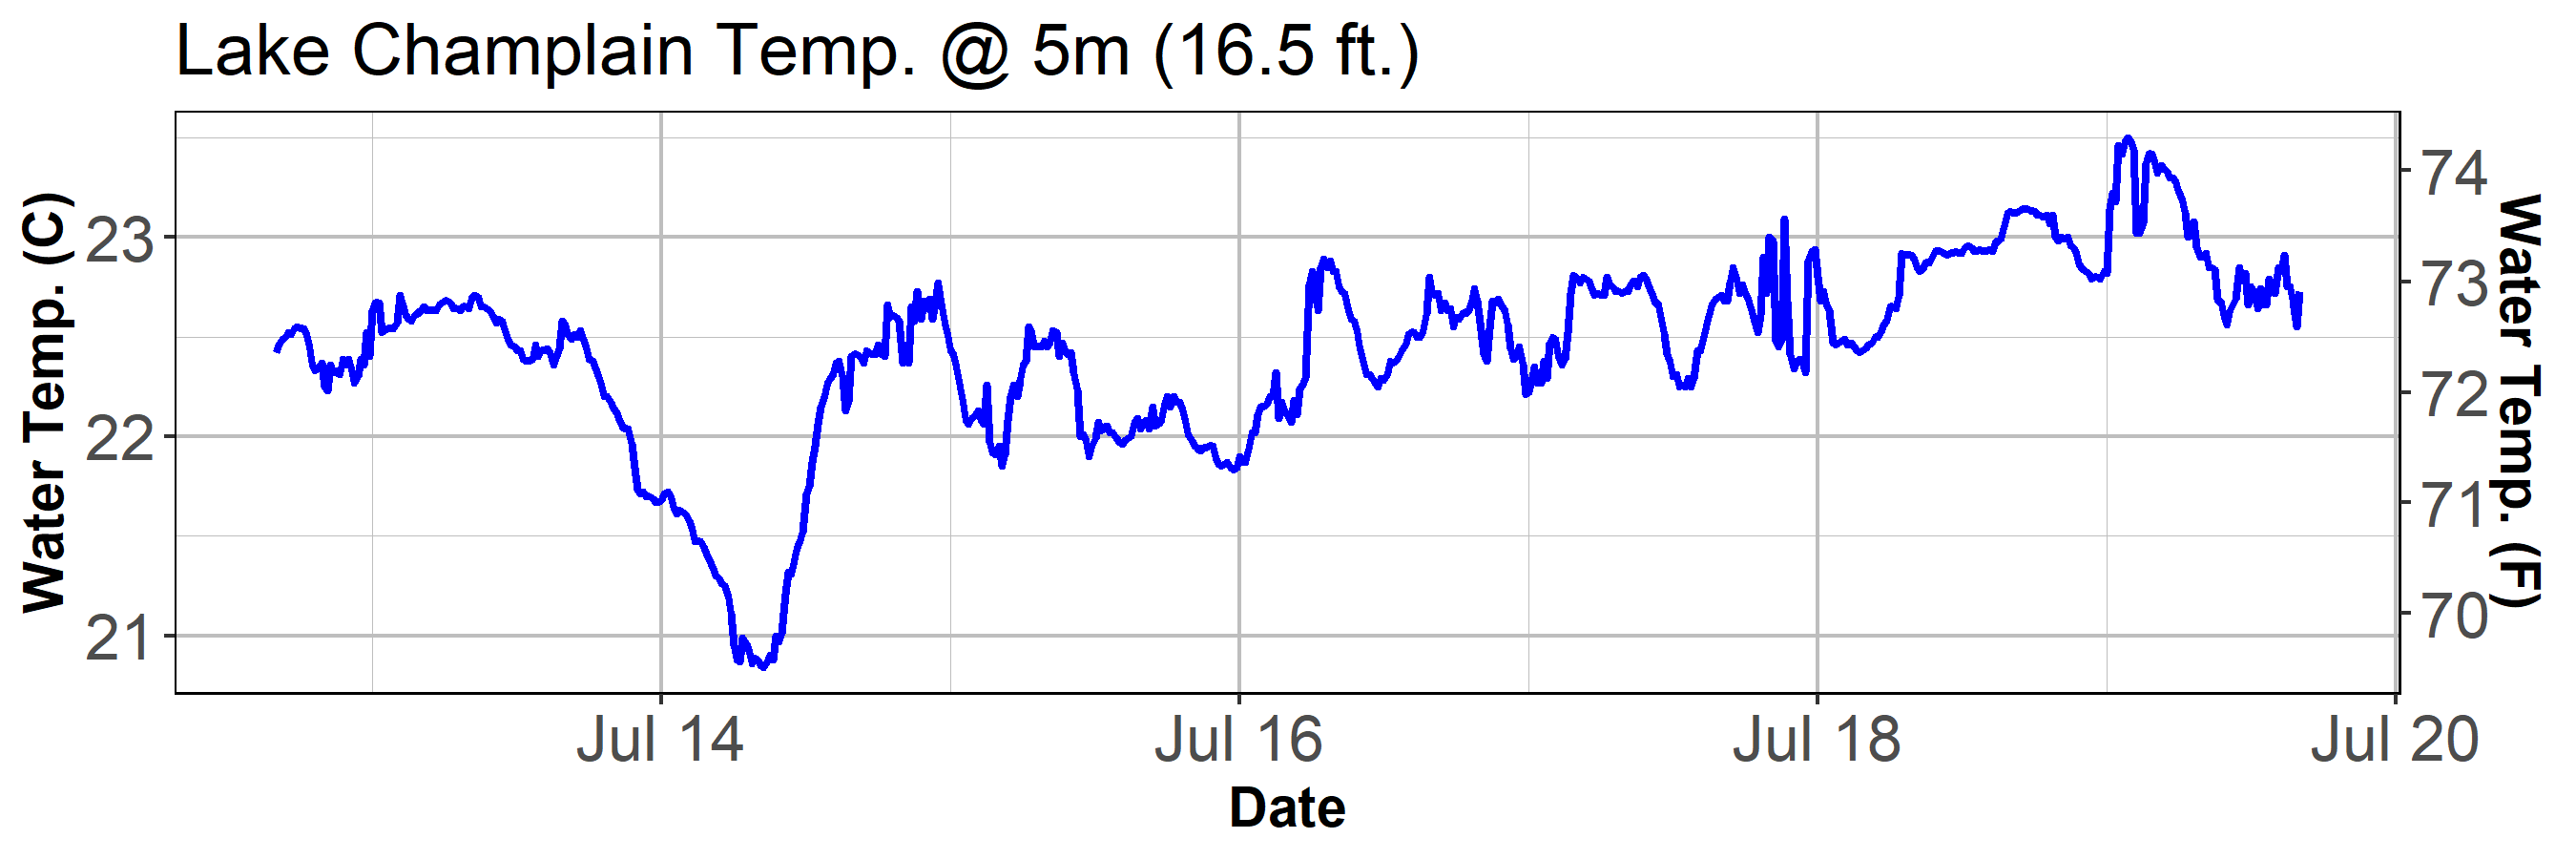 Lake Champlain Temp. @ 5m (16.5 ft.)
Water Temp. (C)
23
22
21
74
73
72
71
70
Water Temp. (F)
Jul 14
Jul 16
Jul 18
Jul 20
Date